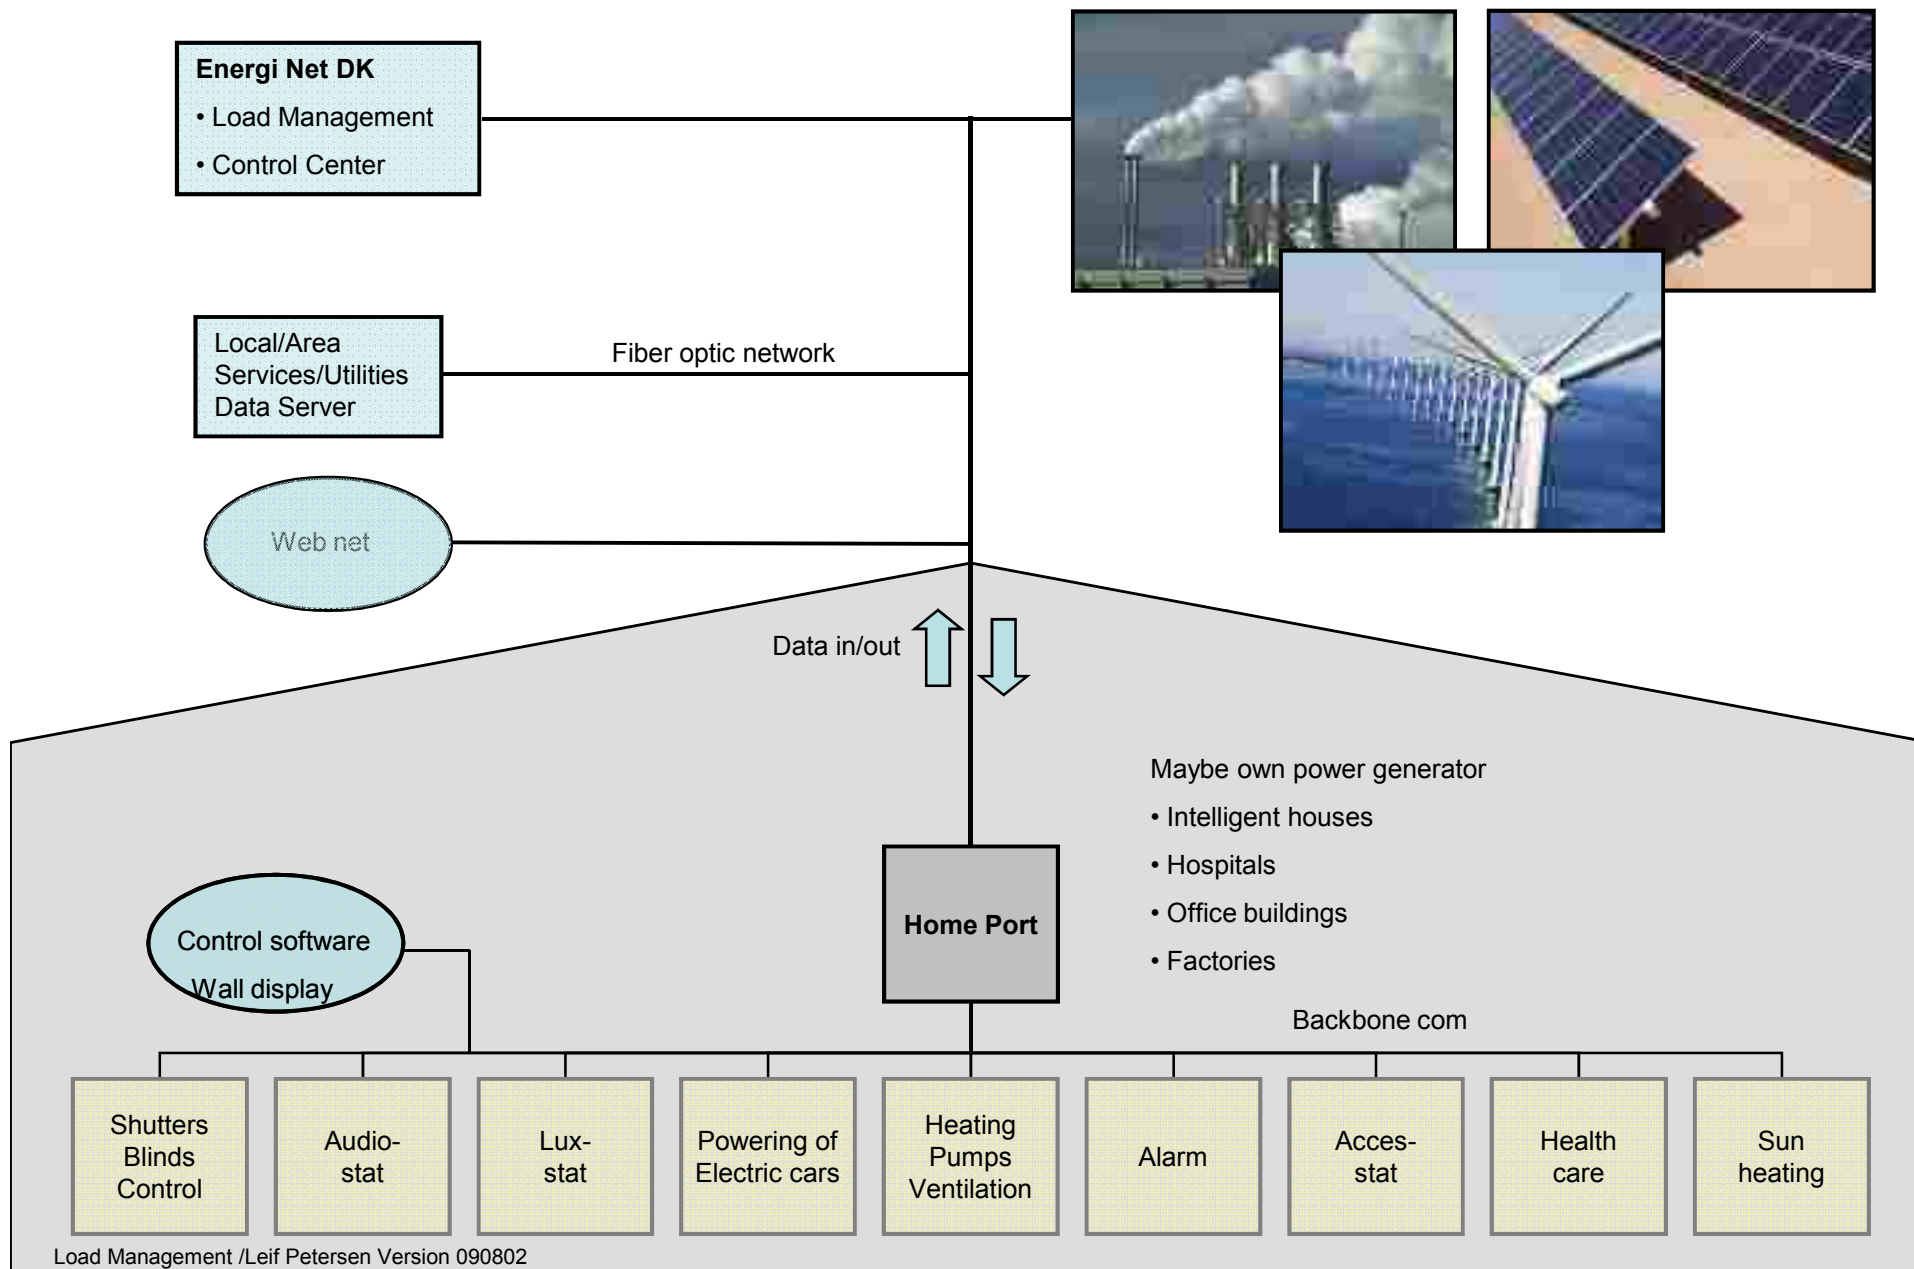 Energi Net DK
• Load Management
• Control Center
Local/Area
Services/Utilities
Data Server
Fiber optic network
Web net
Data in/out
Maybe own power generator
• Intelligent houses
• Hospitals
• Office buildings
• Factories
Home Port
Control software
Wall display
Backbone com
Shutters
Blinds
Control
Audio-
stat
Lux-
stat
Powering of
Electric cars
Heating
Pumps
Ventilation
Alarm
Acces-
stat
Health
care
Sun
heating
Load Management /Leif Petersen Version 090802